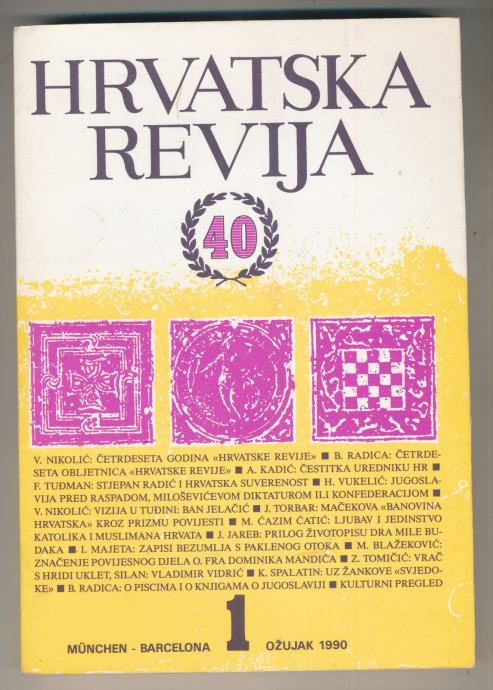 HRVATSKA
REVIJA
40
V. NIKOLIĆ: ČETRDESETA GODINA «HRVATSKE REVIJE» ■ B. RADICA: ČETRDE-
SETA OBLJETNICA «HRVATSKE REVIJE» ■ A. KADIĆ: ČESTITKA UREDNIKU HR ■
F. TUĐMAN: STJEPAN RADIĆ I HRVATSKA SUVERENOST ■ H. VUKELIĆ: JUGOSLA-
VIJA PRED RASPADOM, MILOŠEVIĆEVOM DIKTATUROM ILI KONFEDERACIJOM ■
V. NIKOLIĆ: VIZIJA U TUĐINI: BAN JELAČIĆ ■ J. TORBAR: MAČEKOVA «BANOVINA
HRVATSKA» KROZ PRIZMU POVIJESTI ■ M. ĆAZIM ĆATIĆ: LJUBAV I JEDINSTVO
KATOLIKA I MUSLIMANA HRVATA ■ J. JAREB: PRILOG ŽIVOTOPISU DRA MILE BU-
DAKA ■ I. MAJETA: ZAPISI BEZUMLJA S PAKLENOG OTOKA ■ M. BLAŽEKOVIĆ:
ZNAČENJE POVIJESNOG DJELA O. FRA DOMINIKA MANDIĆA ■ Z. TOMIČIĆ: VRAČ
S HRIDI UKLET, SILAN: VLADIMIR VIDRIĆ ■ K. SPALATIN: UZ ŽANKOVE «SVJEDO-
KE» ■ B. RADICA: O PISCIMA I O KNJIGAMA O JUGOSLAVIJI ■ KULTURNI PREGLED
MÜNCHEN - BARCELONA 1 OŽUJAK 1990